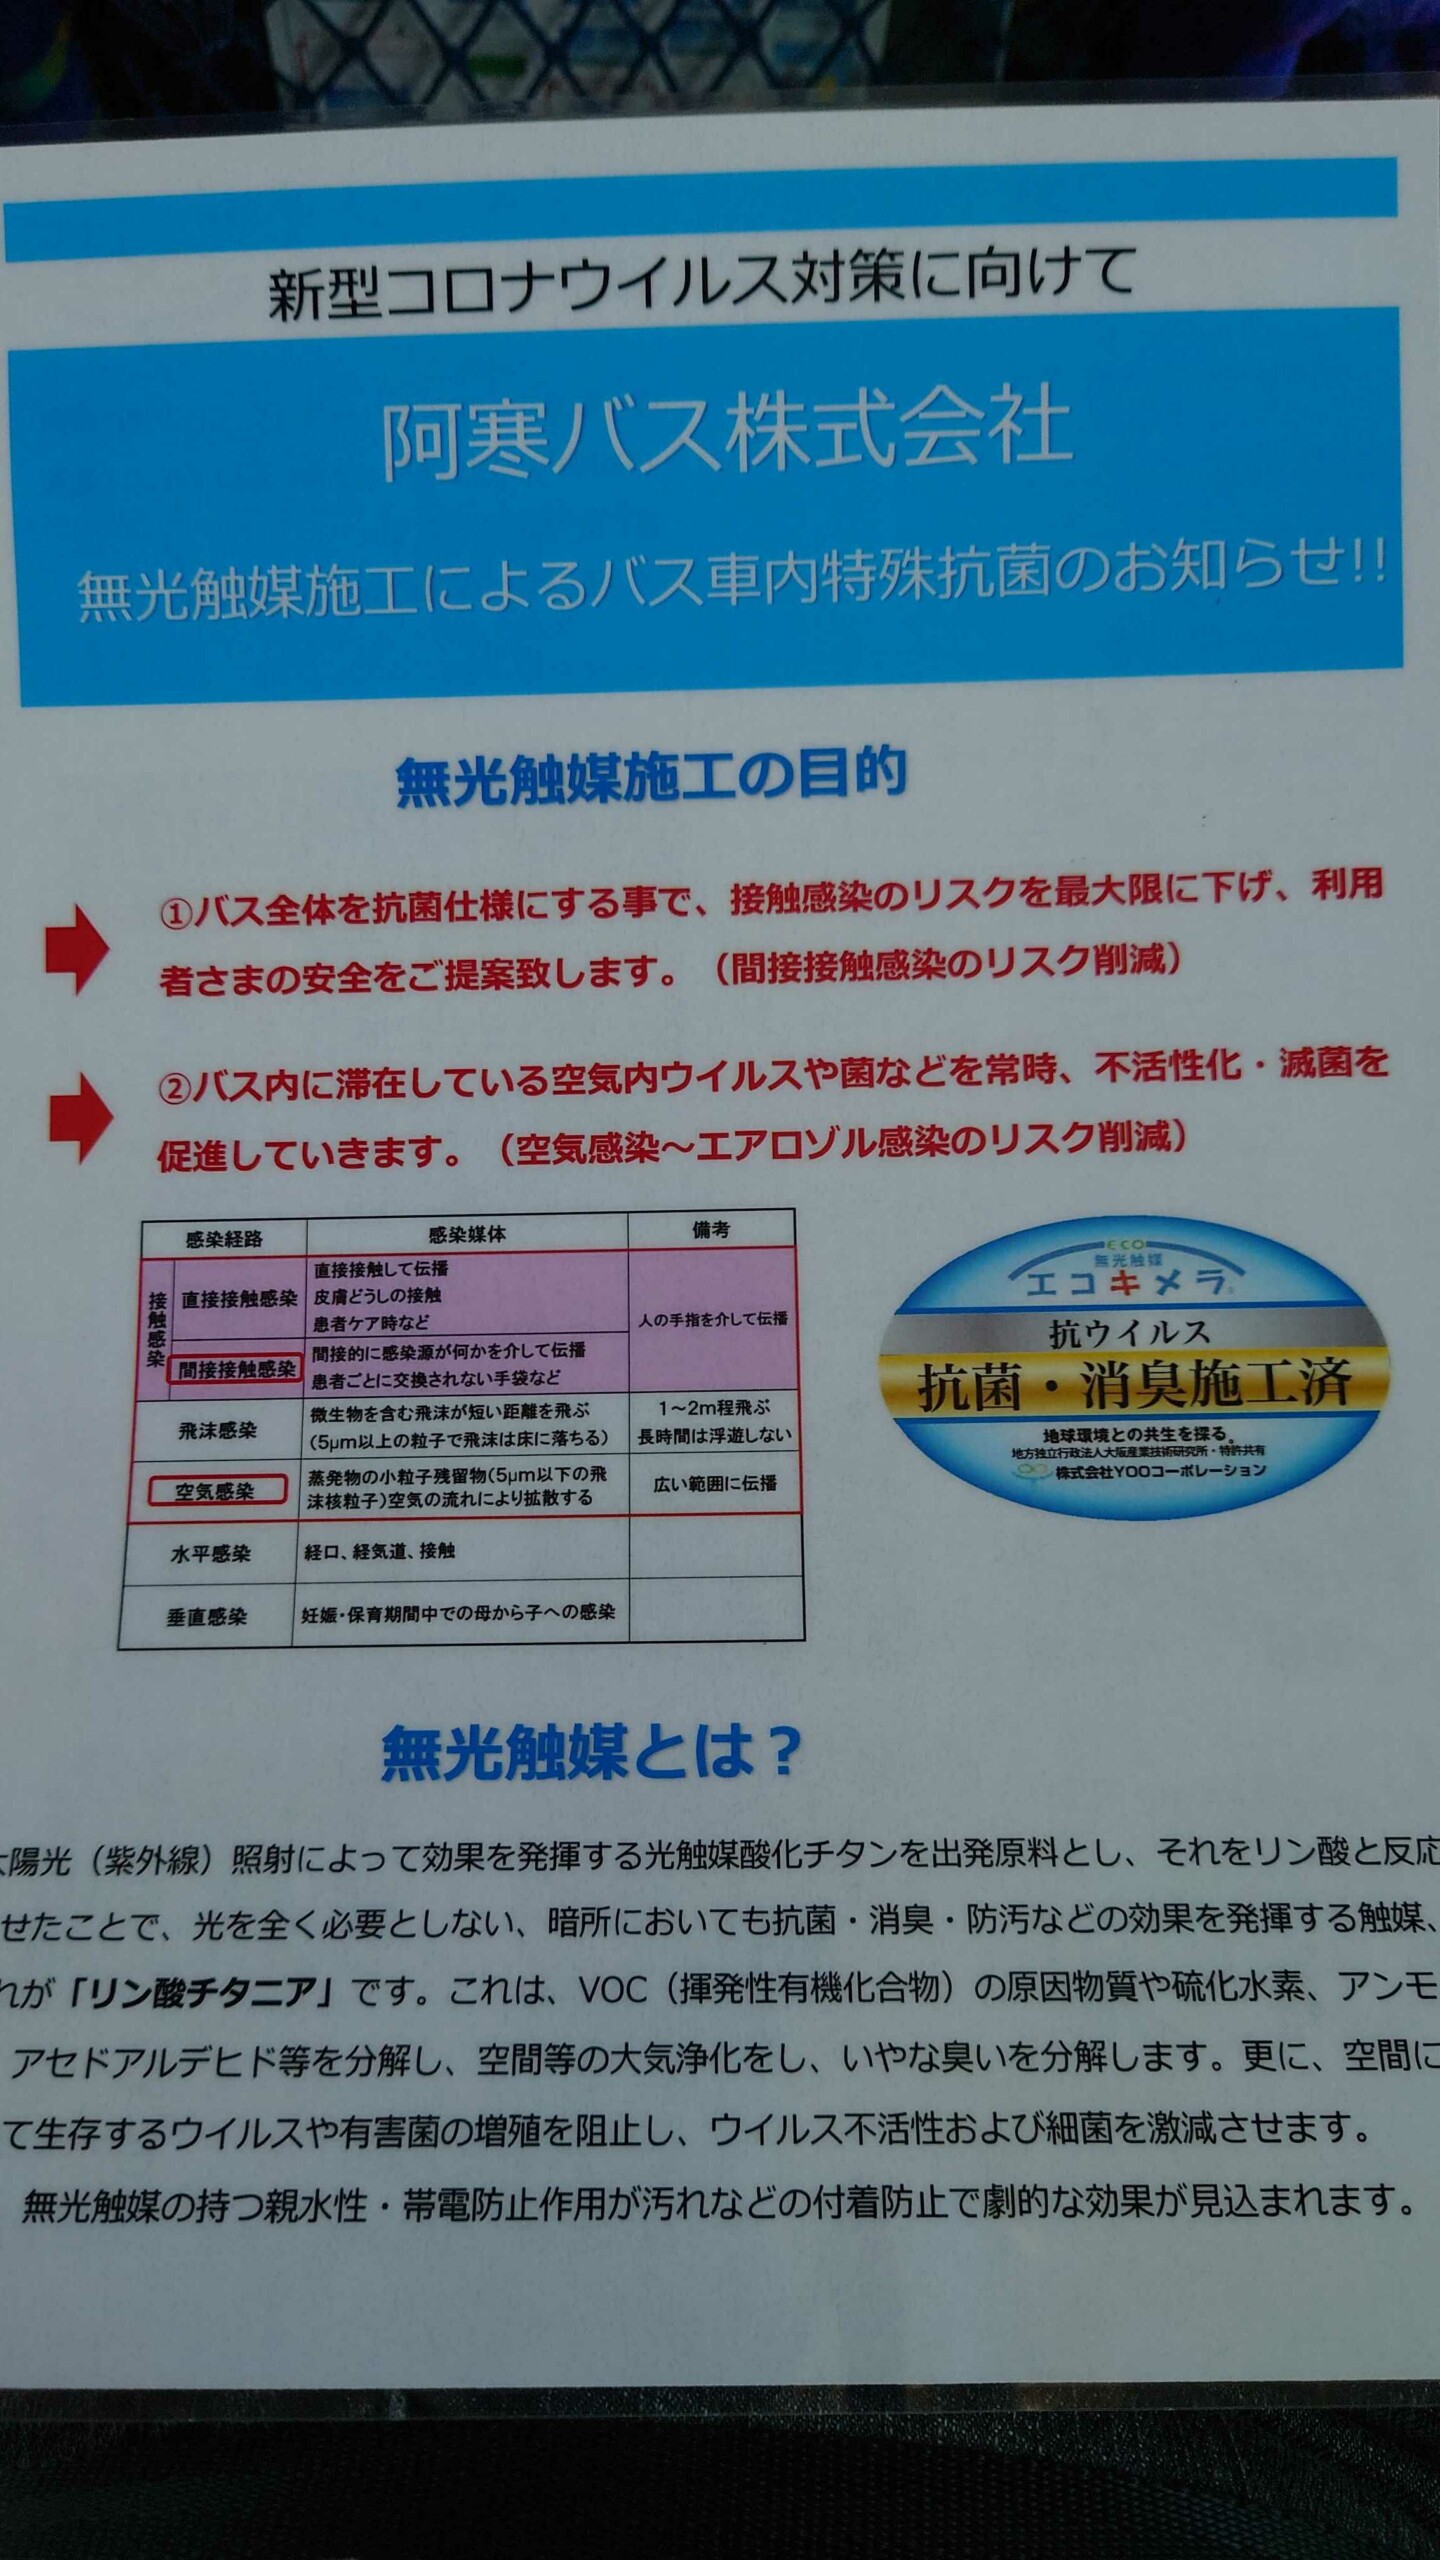 新型コロナウイルス対策に向けて
阿寒バス株式会社
無光触媒施工によるバス車内特殊抗菌のお知らせ!!
無光触媒施工の目的
①バス全体を抗菌仕様にする事で、接触感染のリスクを最大限に下げ、利用
者さまの安全をご提案致します。（間接接触感染のリスク削減）
②バス内に滞在している空気内ウイルスや菌などを常時、不活性化・滅菌を
促進していきます。（空気感染～エアロゾル感染のリスク削減）
感染経路 感染媒体 備考
接触感染
直接接触感染
直接接触して伝播
皮膚どうしの接触
患者ケア時など
人の手指を介して伝播
間接接触感染
間接的に感染源が何かを介して伝播
患者ごとに交換されない手袋など
飛沫感染
微生物を含む飛沫が短い距離を飛ぶ
(5μm以上の粒子で飛沫は床に落ちる)
1～2m程飛ぶ
長時間は浮遊しない
空気感染
蒸発物の小粒子残留物(5μm以下の飛
沫核粒子)空気の流れにより拡散する
広い範囲に伝播
水平感染 経口、経気道、接触
垂直感染 妊娠・保育期間中での母から子への感染
ECO
無光触媒
エコキメラ
抗ウイルス
抗菌・消臭施工済
地球環境との共生を探る。
地方独立行政法人大阪産業技術研究所・特許共有
株式会社YOOコーポレーション
無光触媒とは？
陽光（紫外線）照射によって効果を発揮する光触媒酸化チタンを出発原料とし、それをリン酸と反応
せたことで、光を全く必要としない、暗所においても抗菌・消臭・防汚などの効果を発揮する触媒、
れが「リン酸チタニア」です。これは、VOC（揮発性有機化合物）の原因物質や硫化水素、アンモ
アセドアルデヒド等を分解し、空間等の大気浄化をし、いやな臭いを分解します。更に、空間に
て生存するウイルスや有害菌の増殖を阻止し、ウイルス不活性および細菌を激減させます。
無光触媒の持つ親水性・帯電防止作用が汚れなどの付着防止で劇的な効果が見込まれます。